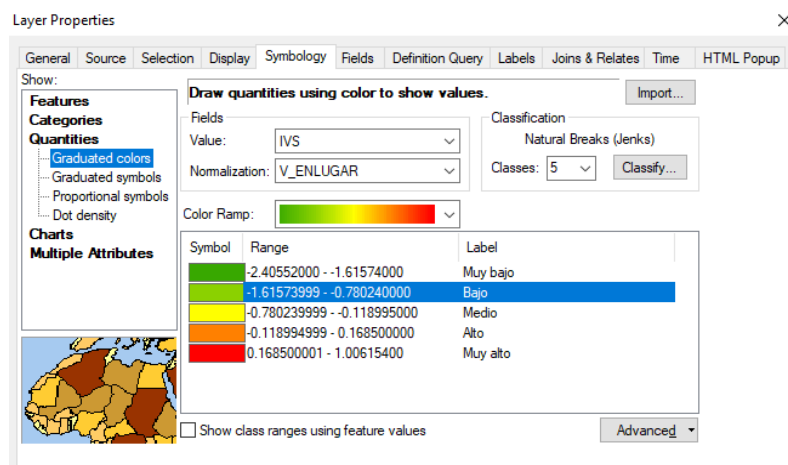 Layer Properties
General Source Selection Display Symbology Fields Definition Query Labels Joins & Relates Time HTML Popup
Show:
Features
Categories
Quantities
Graduated colors
Graduated symbols
Proportional symbols
Dot density
Charts
Multiple Attributes
Draw quantities using color to show values.
Import...
Fields
Value: IVS
Normalization: V_ENLUGAR
Classification
Natural Breaks (Jenks)
Classes: 5 Classify...
Color Ramp:
Symbol Range Label
-2.40552000 - -1.61574000 Muy bajo
-1.61573999 - -0.780240000 Bajo
-0.780239999 - -0.118995000 Medio
-0.118994999 - 0.168500000 Alto
0.168500001 - 1.00615400 Muy alto
Show class ranges using feature values
Advanced